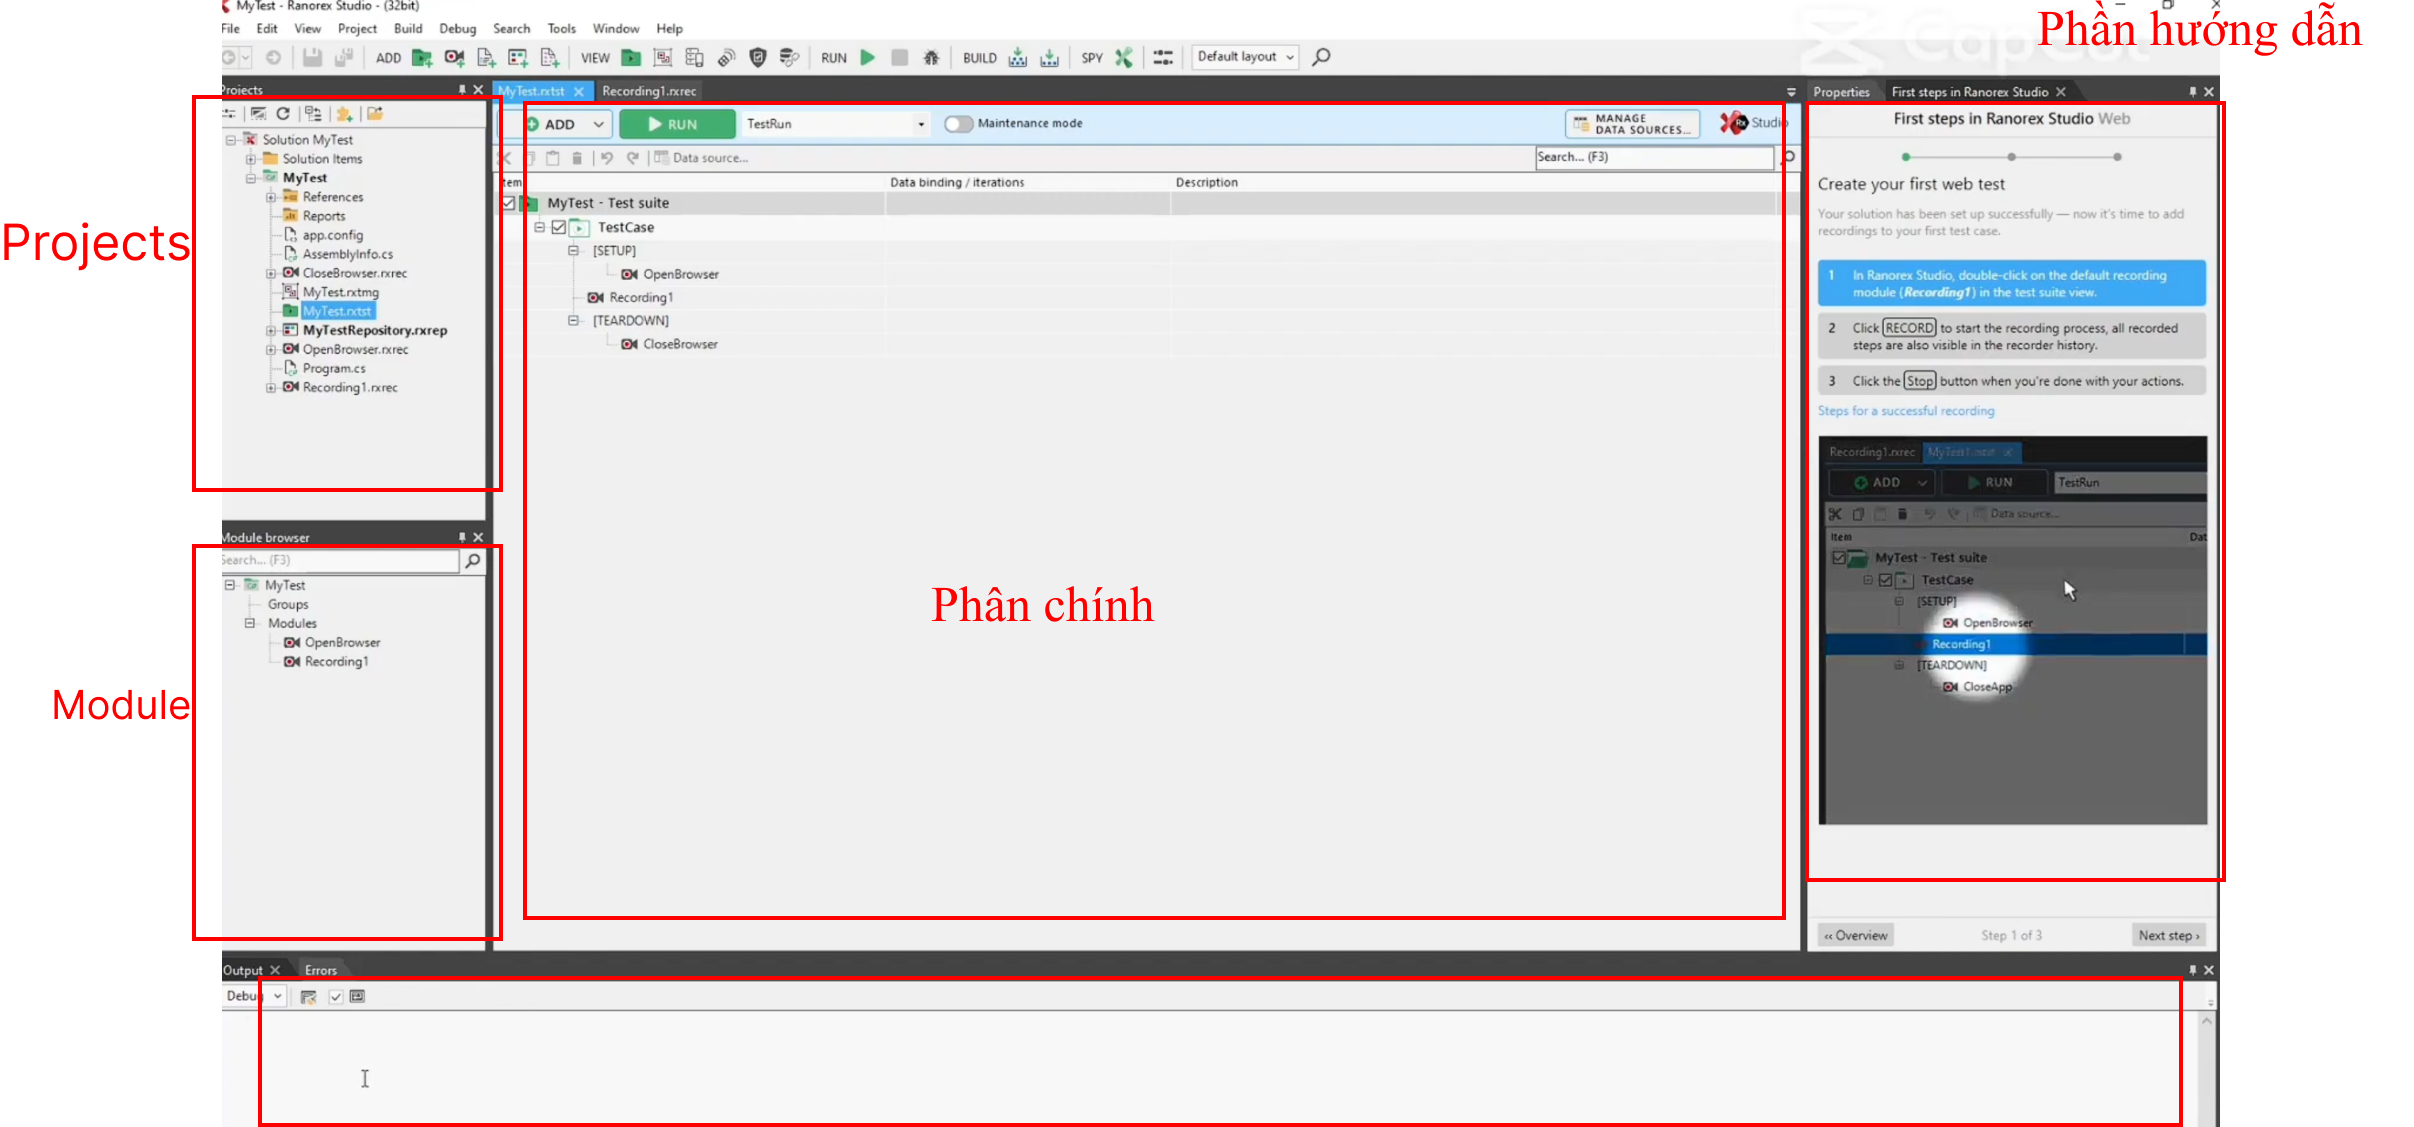 MyTest - Ranorex Studio - (32bit)
File Edit View Project Build Debug Search Tools Window Help
Phần hướng dẫn
CapCut
ADD VIEW RUN BUILD SPY Default layout
Projects
MyTest.rxtst Recording1.rxrec
Properties First steps in Ranorex Studio
ADD RUN TestRun Maintenance mode MANAGE DATA SOURCES... Rx Studio
Data source... Search... (F3)
Item Data binding / iterations Description
MyTest - Test suite
TestCase
[SETUP]
OpenBrowser
Recording1
[TEARDOWN]
CloseBrowser
Solution MyTest
Solution Items
MyTest
References
Reports
app.config
AssemblyInfo.cs
CloseBrowser.rxrec
MyTest.rxtmg
MyTest.rxtst
MyTestRepository.rxrep
OpenBrowser.rxrec
Program.cs
Recording1.rxrec
Projects
Module browser
Search... (F3)
MyTest
Groups
Modules
OpenBrowser
Recording1
Module
Phân chính
First steps in Ranorex Studio Web
Create your first web test
Your solution has been set up successfully — now it's time to add
recordings to your first test case.
1 In Ranorex Studio, double-click on the default recording
module (Recording1) in the test suite view.
2 Click RECORD to start the recording process, all recorded
steps are also visible in the recorder history.
3 Click the Stop button when you're done with your actions.
Steps for a successful recording
Recording1.rxrec MyTest1.rxtst
ADD RUN TestRun
Data source...
Item Dat
MyTest - Test suite
TestCase
[SETUP]
OpenBrowser
Recording1
[TEARDOWN]
CloseApp
‹‹ Overview Step 1 of 3 Next step ›
Output Errors
Debug